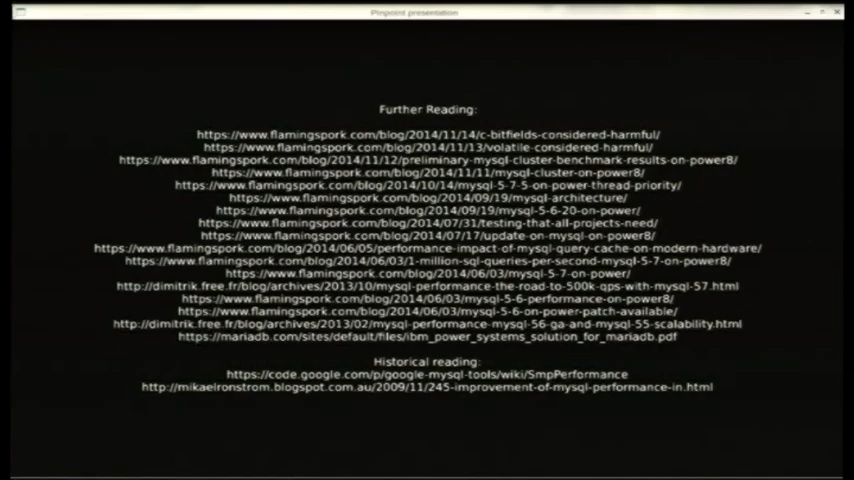 Pinpoint presentation
Further Reading:
https://www.flamingspork.com/blog/2014/11/14/c-bitfields-considered-harmful/
https://www.flamingspork.com/blog/2014/11/13/volatile-considered-harmful/
https://www.flamingspork.com/blog/2014/11/12/preliminary-mysql-cluster-benchmark-results-on-power8/
https://www.flamingspork.com/blog/2014/11/11/mysql-cluster-on-power8/
https://www.flamingspork.com/blog/2014/10/14/mysql-5-7-5-on-power-thread-priority/
https://www.flamingspork.com/blog/2014/09/19/mysql-architecture/
https://www.flamingspork.com/blog/2014/09/19/mysql-5-6-20-on-power/
https://www.flamingspork.com/blog/2014/07/31/testing-that-all-projects-need/
https://www.flamingspork.com/blog/2014/07/17/update-on-mysql-on-power8/
https://www.flamingspork.com/blog/2014/06/05/performance-impact-of-mysql-query-cache-on-modern-hardware/
https://www.flamingspork.com/blog/2014/06/03/1-million-sql-queries-per-second-mysql-5-7-on-power8/
https://www.flamingspork.com/blog/2014/06/03/mysql-5-7-on-power/
http://dimitrik.free.fr/blog/archives/2013/10/mysql-performance-the-road-to-500k-qps-with-mysql-57.html
https://www.flamingspork.com/blog/2014/06/03/mysql-5-6-performance-on-power8/
https://www.flamingspork.com/blog/2014/06/03/mysql-5-6-on-power-patch-available/
http://dimitrik.free.fr/blog/archives/2013/02/mysql-performance-mysql-56-ga-and-mysql-55-scalability.html
https://mariadb.com/sites/default/files/ibm_power_systems_solution_for_mariadb.pdf
Historical reading:
https://code.google.com/p/google-mysql-tools/wiki/SmpPerformance
http://mikaelronstrom.blogspot.com.au/2009/11/245-improvement-of-mysql-performance-in.html